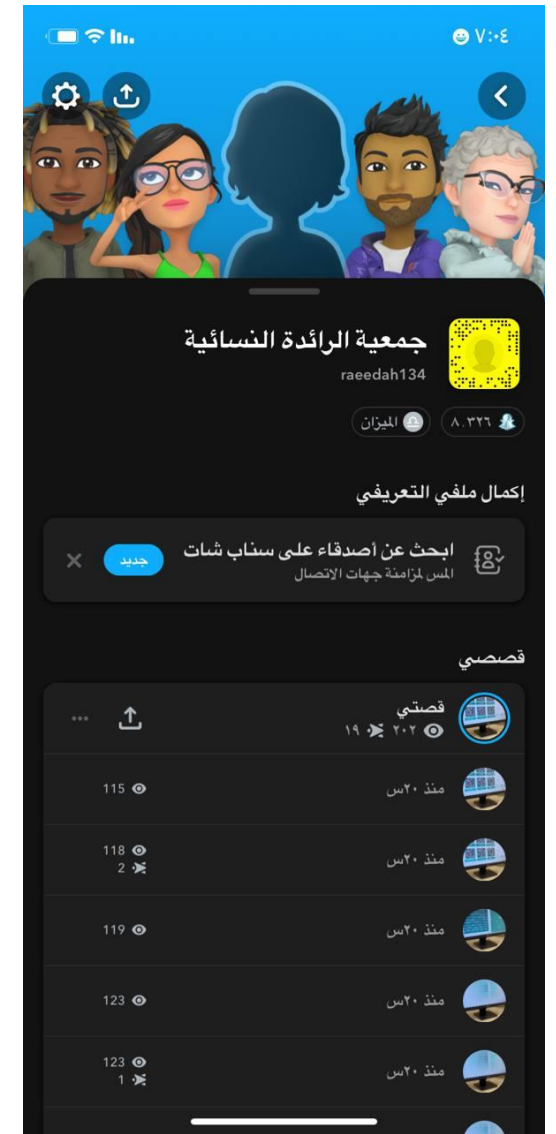 ٧:٠٤
جمعية الرائدة النسائية
raeedah134
٨.٣٢٦
الميزان
إكمال ملفي التعريفي
ابحث عن أصدقاء على سناب شات
المس لمزامنة جهات الاتصال
جديد
قصصي
قصتي
٢٠٢ ١٩
منذ ٢٠س
115
منذ ٢٠س
118
2
منذ ٢٠س
119
منذ ٢٠س
123
منذ ٢٠س
123
1